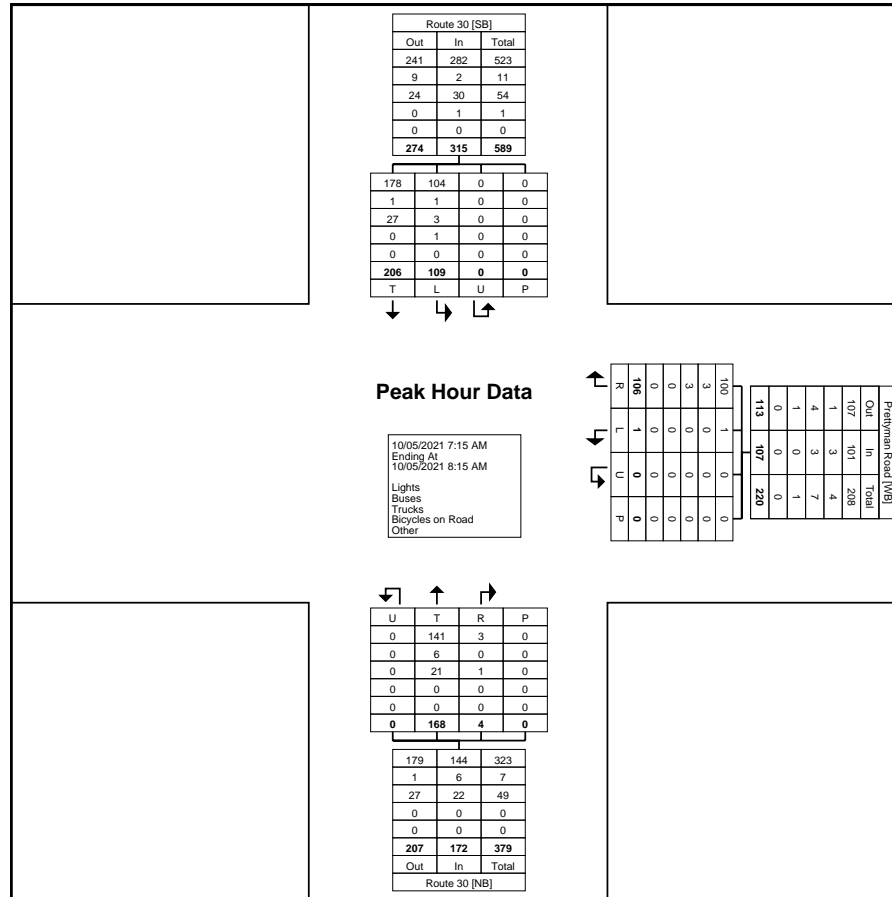 Route 30 [SB]
Out In Total
241 282 523
9 2 11
24 30 54
0 1 1
0 0 0
274 315 589
178 104 0 0
1 1 0 0
27 3 0 0
0 1 0 0
0 0 0 0
206 109 0 0
T L U P
Peak Hour Data
10/05/2021 7:15 AM
Ending At
10/05/2021 8:15 AM
Lights
Buses
Trucks
Bicycles on Road
Other
Prettyman Road [WB]
Out In Total
107 101 208
1 3 4
4 3 7
1 0 1
0 0 0
113 107 220
100 1 0 0
3 0 0 0
3 0 0 0
0 0 0 0
0 0 0 0
106 1 0 0
R L U P
U T R P
0 141 3 0
0 6 0 0
0 21 1 0
0 0 0 0
0 0 0 0
0 168 4 0
179 144 323
1 6 7
27 22 49
0 0 0
0 0 0
207 172 379
Out In Total
Route 30 [NB]